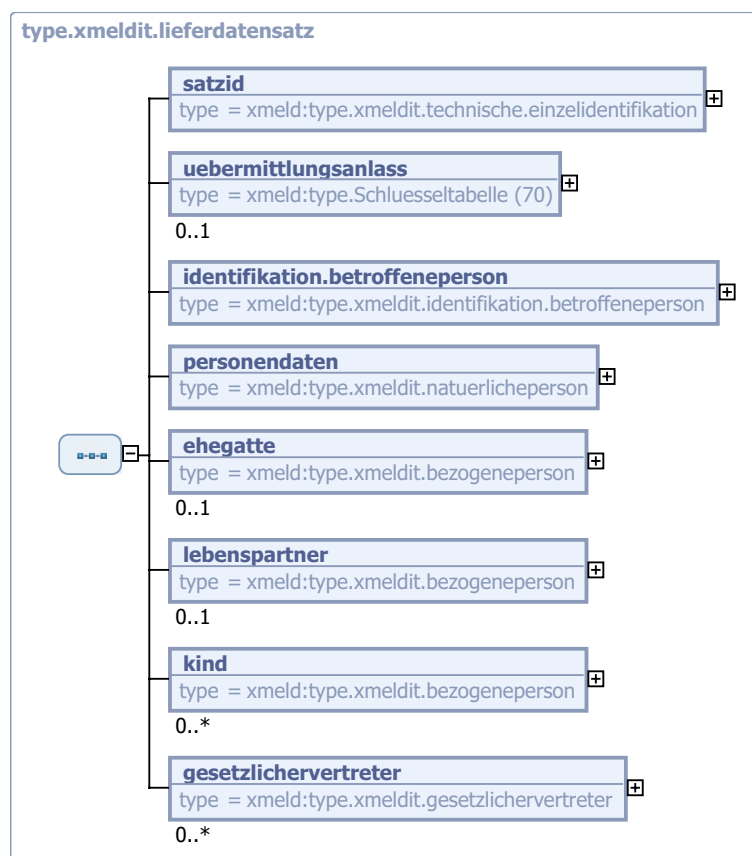 type.xmeldit.lieferdatensatz
satzid
type = xmeld:type.xmeldit.technische.einzelidentifikation
uebermittlungsanlass
type = xmeld:type.Schluesseltabelle (70)
0..1
identifikation.betroffeneperson
type = xmeld:type.xmeldit.identifikation.betroffeneperson
personendaten
type = xmeld:type.xmeldit.natuerlicheperson
ehegatte
type = xmeld:type.xmeldit.bezogeneperson
0..1
lebenspartner
type = xmeld:type.xmeldit.bezogeneperson
0..1
kind
type = xmeld:type.xmeldit.bezogeneperson
0..*
gesetzlichervertreter
type = xmeld:type.xmeldit.gesetzlichervertreter
0..*